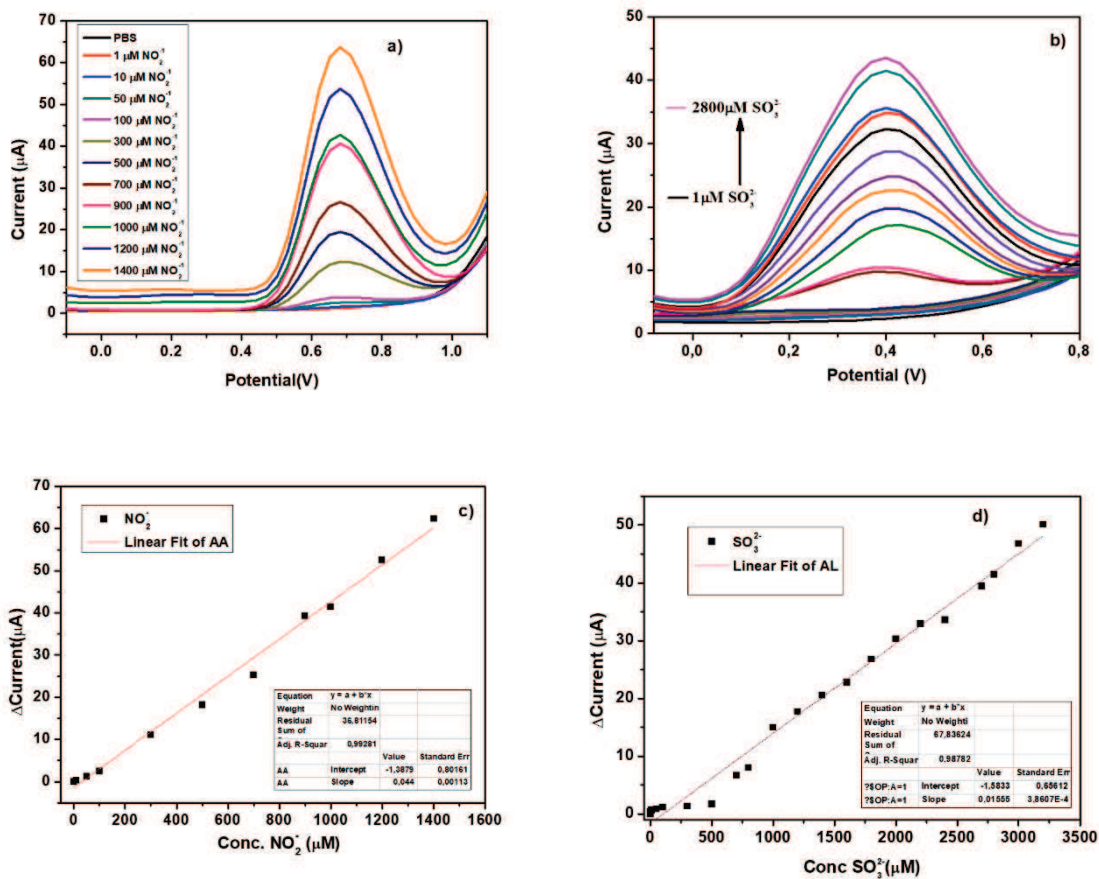 a)
PBS
1 μM NO₂⁻¹
10 μM NO₂⁻¹
50 μM NO₂⁻¹
100 μM NO₂⁻¹
300 μM NO₂⁻¹
500 μM NO₂⁻¹
700 μM NO₂⁻¹
900 μM NO₂⁻¹
1000 μM NO₂⁻¹
1200 μM NO₂⁻¹
1400 μM NO₂⁻¹
70
60
50
40
30
20
10
0
Current (μA)
0.0 0.2 0.4 0.6 0.8 1.0
Potential(V)
b)
2800μM SO₃²⁻
1μM SO₃²⁻
50
40
30
20
10
0
Current (μA)
0,0 0,2 0,4 0,6 0,8
Potential (V)
c)
NO₂⁻
Linear Fit of AA
70
60
50
40
30
20
10
0
ΔCurrent(μA)
Equation y = a + b*x
Weight No Weightin
Residual 36,81154
Sum of
Adj. R-Squar 0,99281
Value Standard Err
AA Intercept -1,3879 0,80161
AA Slope 0,044 0,00113
0 200 400 600 800 1000 1200 1400 1600
Conc. NO₂⁻ (μM)
d)
SO₃²⁻
Linear Fit of AL
50
40
30
20
10
0
ΔCurrent (μA)
Equation y = a + b*x
Weight No Weighti
Residual 67,83624
Sum of
Adj. R-Squar 0,98782
Value Standard Err
?$OP:A=1 Intercept -1,5833 0,65612
?$OP:A=1 Slope 0,01555 3,8607E-4
0 500 1000 1500 2000 2500 3000 3500
Conc SO₃²⁻(μM)